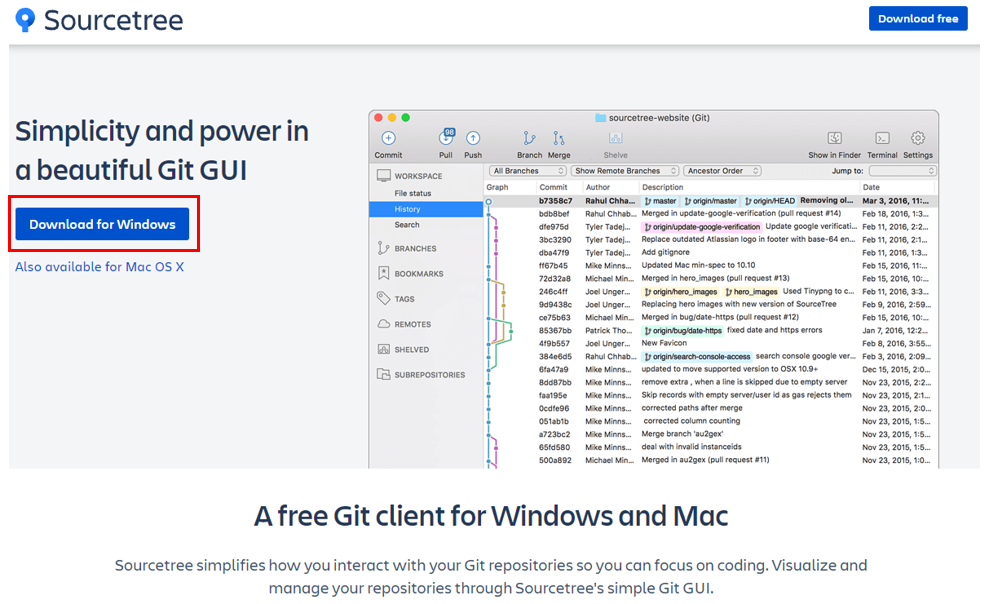 Sourcetree
Download free
Simplicity and power in
a beautiful Git GUI
Download for Windows
Also available for Mac OS X
sourcetree-website (Git)
98
Commit Pull Push Branch Merge Shelve Show in Finder Terminal Settings
All Branches Show Remote Branches Ancestor Order Jump to:
WORKSPACE
File status
History
Search
BRANCHES
BOOKMARKS
TAGS
REMOTES
SHELVED
SUBREPOSITORIES
Graph Commit Author Description Date
b7358c7 Rahul Chha... master origin/master origin/HEAD Removing ol... Mar 3, 2016, 11:...
bdb8bef Rahul Chhab... Merged in update-google-verification (pull request #14) Feb 18, 2016, 1:3...
dfe975d Tyler Tadej... origin/update-google-verification Update google verificati... Feb 11, 2016, 2:2...
3bc3290 Tyler Tadej... Replace outdated Atlassian logo in footer with base-64 en... Feb 11, 2016, 2:1...
dba47f9 Tyler Tadej... Add gitignore Feb 11, 2016, 1:3...
ff67b45 Mike Minns... Updated Mac min-spec to 10.10 Feb 15, 2016, 11:...
72d32a8 Michael Min... Merged in hero_images (pull request #13) Feb 15, 2016, 10:...
246c4ff Joel Unger... origin/hero_images hero_images Used Tinypng to c... Feb 11, 2016, 3:3...
9d9438c Joel Unger... Replacing hero images with new version of SourceTree Feb 9, 2016, 2:59...
ce75b63 Michael Min... Merged in bug/date-https (pull request #12) Feb 15, 2016, 10:...
85367bb Patrick Tho... origin/bug/date-https fixed date and https errors Jan 7, 2016, 12:2...
4f9b557 Joel Unger... New Favicon Feb 8, 2016, 3:55...
384e6d5 Rahul Chhab... origin/search-console-access search console google ver... Feb 3, 2016, 2:09...
6fa47a9 Mike Minns... updated to move supported version to OSX 10.9+ Dec 15, 2015, 2:0...
8dd87bb Mike Minns... remove extra , when a line is skipped due to empty server Nov 23, 2015, 2:2...
faa195e Mike Minns... Skip records with empty server/user id as gas rejects them Nov 23, 2015, 2:1...
0cdfe96 Mike Minns... corrected paths after merge Nov 23, 2015, 2:0...
051ab1b Mike Minns... corrected column counting Nov 23, 2015, 1:5...
a723bc2 Mike Minns... Merge branch 'au2gex' Nov 23, 2015, 1:5...
65fd580 Mike Minns... deal with invalid instanceids Nov 23, 2015, 1:5...
500a892 Michael Min... Merged in au2gex (pull request #11) Nov 23, 2015, 1:0...
A free Git client for Windows and Mac
Sourcetree simplifies how you interact with your Git repositories so you can focus on coding. Visualize and
manage your repositories through Sourcetree's simple Git GUI.